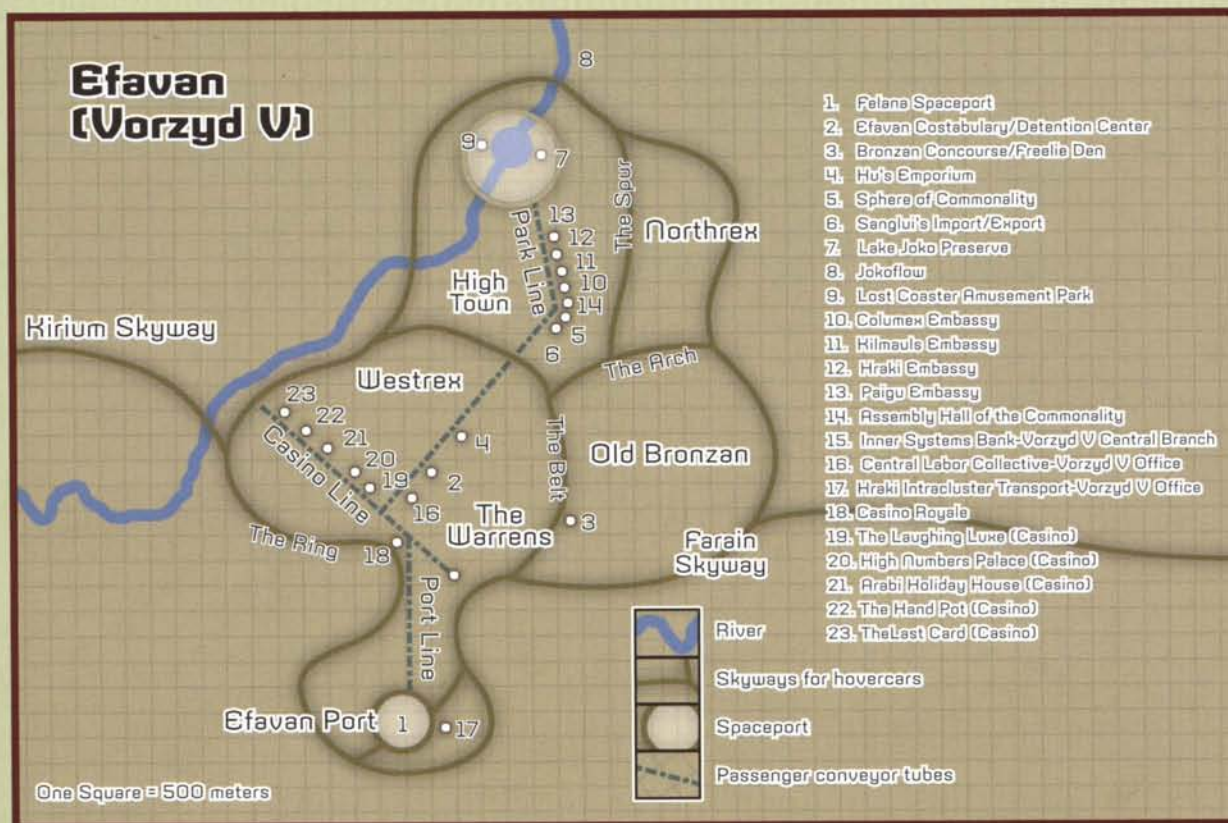 Efavan
(Vorzyd V)
8
9
7
13
12
11
10
14
5
6
Park Line
The Spur
Northrex
High
Town
Kirium Skyway
The Arch
Westrex
23
22
21
20
19
4
2
16
Casino Line
The Belt
Old Bronzan
The
Warrens
3
The Ring
18
Farain
Skyway
Port Line
Efavan Port
1
17
One Square = 500 meters
1. Felana Spaceport
2. Efavan Costabulary/Detention Center
3. Bronzan Concourse/Freelie Den
4. Hu's Emporium
5. Sphere of Commonality
6. Sanglui's Import/Export
7. Lake Joko Preserve
8. Jokoflow
9. Lost Coaster Amusement Park
10. Columex Embassy
11. Kilmauls Embassy
12. Hraki Embassy
13. Paigu Embassy
14. Assembly Hall of the Commonality
15. Inner Systems Bank-Vorzyd V Central Branch
16. Central Labor Collective-Vorzyd V Office
17. Hraki Intracluster Transport-Vorzyd V Office
18. Casino Royale
19. The Laughing Luxe (Casino)
20. High Numbers Palace (Casino)
21. Arabi Holiday House (Casino)
22. The Hand Pot (Casino)
23. TheLast Card (Casino)
River
Skyways for hovercars
Spaceport
Passenger conveyor tubes